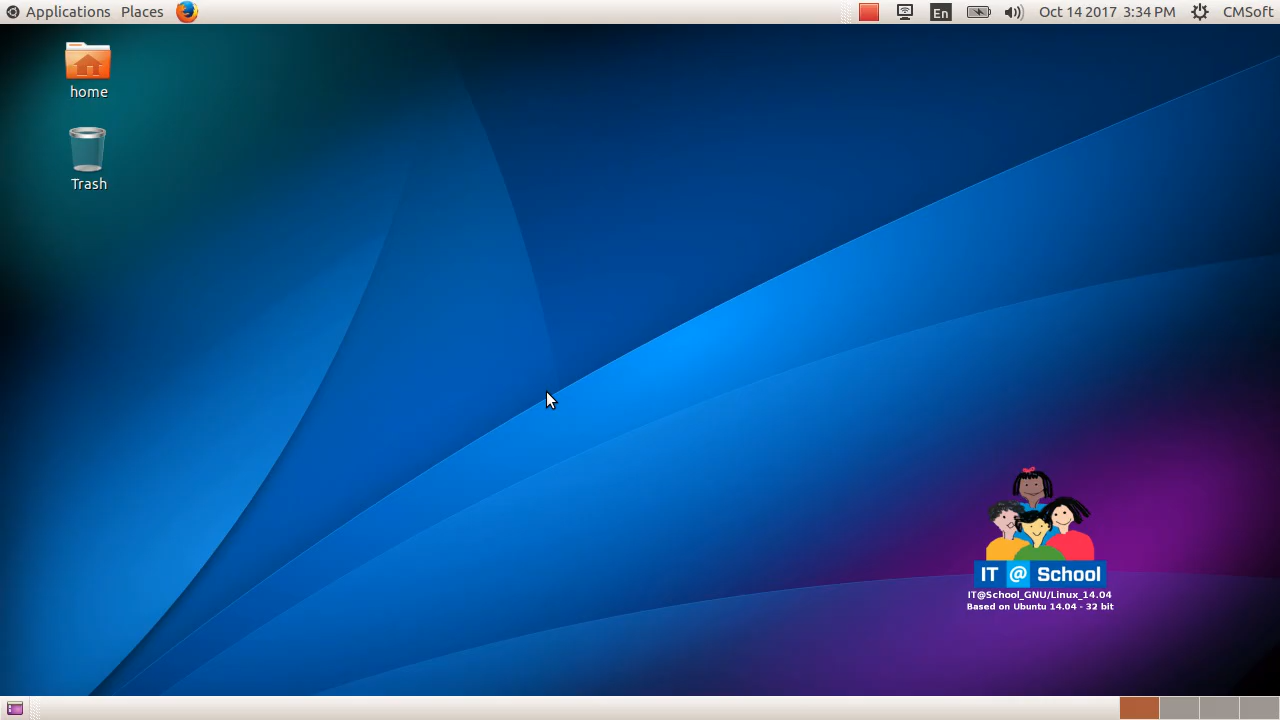 Applications Places
En
Oct 14 2017 3:34 PM
CMSoft
home
Trash
IT @ School
IT@School_GNU/Linux_14.04
Based on Ubuntu 14.04 - 32 bit